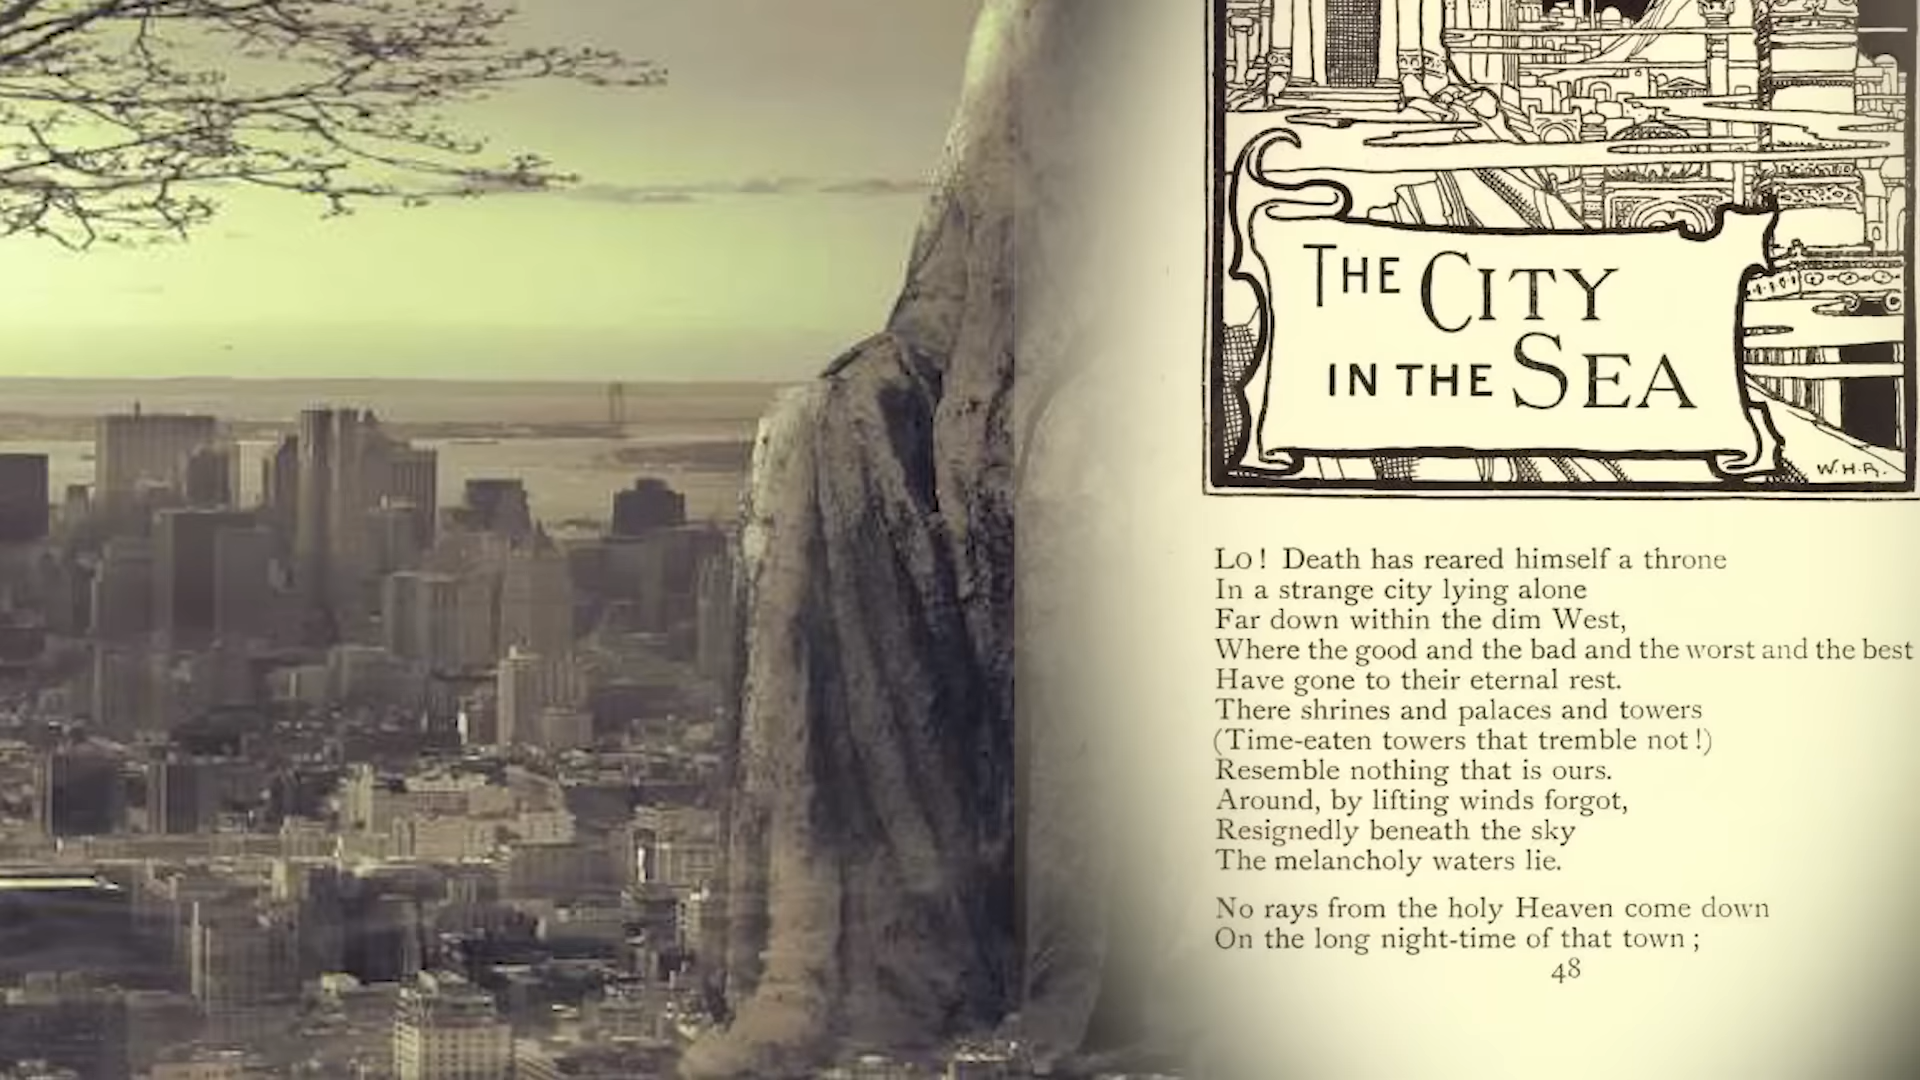 THE CITY
IN THE SEA
W.H.R.
LO! Death has reared himself a throne
In a strange city lying alone
Far down within the dim West,
Where the good and the bad and the worst and the best
Have gone to their eternal rest.
There shrines and palaces and towers
(Time-eaten towers that tremble not!)
Resemble nothing that is ours.
Around, by lifting winds forgot,
Resignedly beneath the sky
The melancholy waters lie.
No rays from the holy Heaven come down
On the long night-time of that town;
48